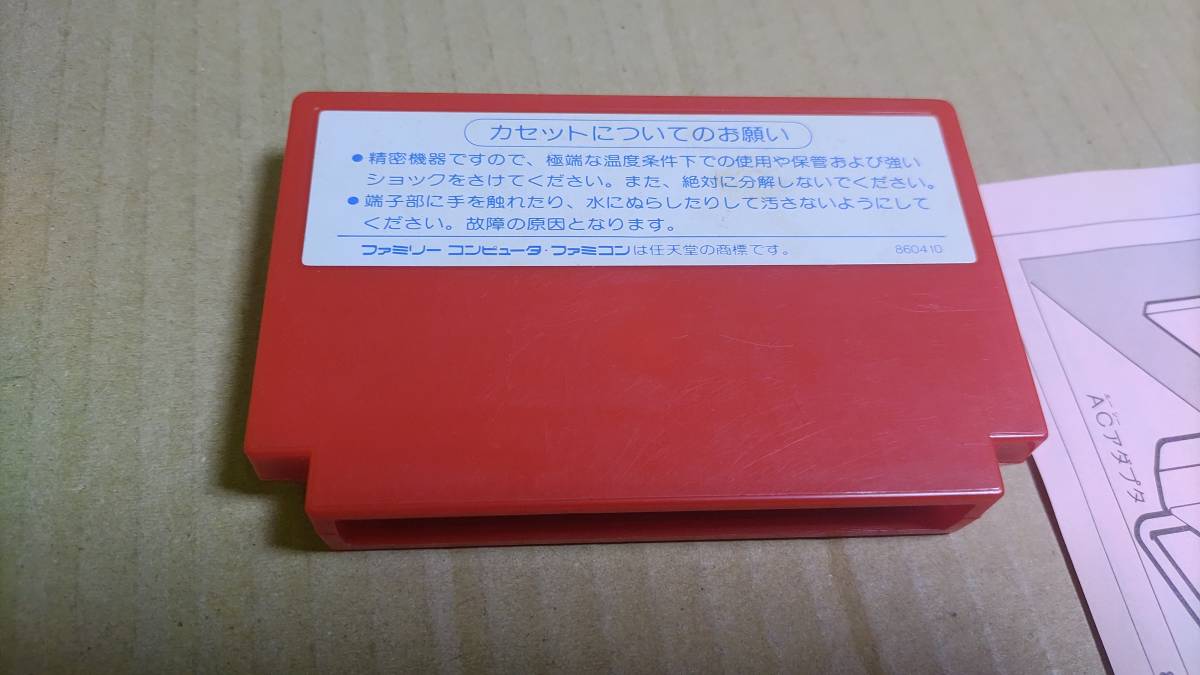 カセットについてのお願い
●精密機器ですので、極端な温度条件下での使用や保管および強い
ショックをさけてください。また、絶対に分解しないでください。
●端子部に手を触れたり、水にぬらしたりして汚さないようにして
ください。故障の原因となります。
ファミリー コンピュータ・ファミコンは任天堂の商標です。 860410
ACアダプタ